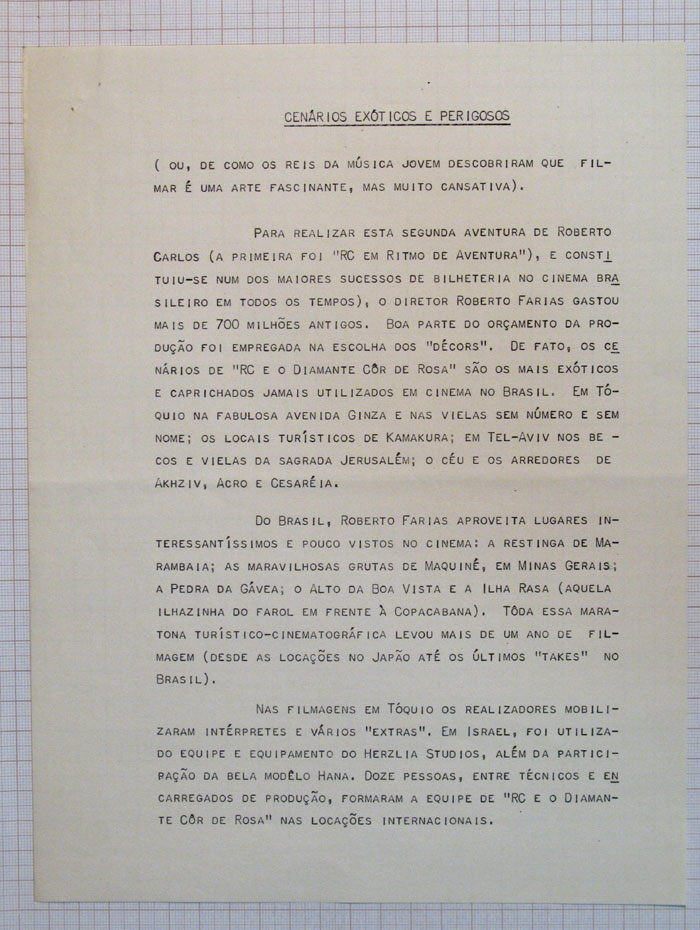 CENÁRIOS EXÓTICOS E PERIGOSOS
( OU, DE COMO OS REIS DA MÚSICA JOVEM DESCOBRIRAM QUE FIL-
MAR É UMA ARTE FASCINANTE, MAS MUITO CANSATIVA).
PARA REALIZAR ESTA SEGUNDA AVENTURA DE ROBERTO
CARLOS (A PRIMEIRA FOI "RC EM RITMO DE AVENTURA"), E CONSTI
TUIU-SE NUM DOS MAIORES SUCESSOS DE BILHETERIA NO CINEMA BRA
SILEIRO EM TODOS OS TEMPOS), O DIRETOR ROBERTO FARIAS GASTOU
MAIS DE 700 MILHÕES ANTIGOS. BOA PARTE DO ORÇAMENTO DA PRO-
DUÇÃO FOI EMPREGADA NA ESCOLHA DOS "DÉCORS". DE FATO, OS CE
NÁRIOS DE "RC E O DIAMANTE CÔR DE ROSA" SÃO OS MAIS EXÓTICOS
E CAPRICHADOS JAMAIS UTILIZADOS EM CINEMA NO BRASIL. EM TÓ-
QUIO NA FABULOSA AVENIDA GINZA E NAS VIELAS SEM NÚMERO E SEM
NOME; OS LOCAIS TURÍSTICOS DE KAMAKURA; EM TEL-AVIV NOS BE -
COS E VIELAS DA SAGRADA JERUSALÉM; O CÉU E OS ARREDORES DE
AKHZIV, ACRO E CESARÉIA.
DO BRASIL, ROBERTO FARIAS APROVEITA LUGARES IN-
TERESSANTÍSSIMOS E POUCO VISTOS NO CINEMA: A RESTINGA DE MA-
RAMBAIA; AS MARAVILHOSAS GRUTAS DE MAQUINÉ, EM MINAS GERAIS;
A PEDRA DA GÁVEA; O ALTO DA BOA VISTA E A ILHA RASA (AQUELA
ILHAZINHA DO FAROL EM FRENTE À COPACABANA). TÔDA ESSA MARA-
TONA TURÍSTICO-CINEMATOGRÁFICA LEVOU MAIS DE UM ANO DE FIL-
MAGEM (DESDE AS LOCAÇÕES NO JAPÃO ATÉ OS ÚLTIMOS "TAKES" NO
BRASIL).
NAS FILMAGENS EM TÓQUIO OS REALIZADORES MOBILI-
ZARAM INTÉRPRETES E VÁRIOS "EXTRAS". EM ISRAEL, FOI UTILIZA-
DO EQUIPE E EQUIPAMENTO DO HERZLIA STUDIOS, ALÉM DA PARTICI-
PAÇÃO DA BELA MODÊLO HANA. DOZE PESSOAS, ENTRE TÉCNICOS E EN
CARREGADOS DE PRODUÇÃO, FORMARAM A EQUIPE DE "RC E O DIAMAN-
TE CÔR DE ROSA" NAS LOCAÇÕES INTERNACIONAIS.